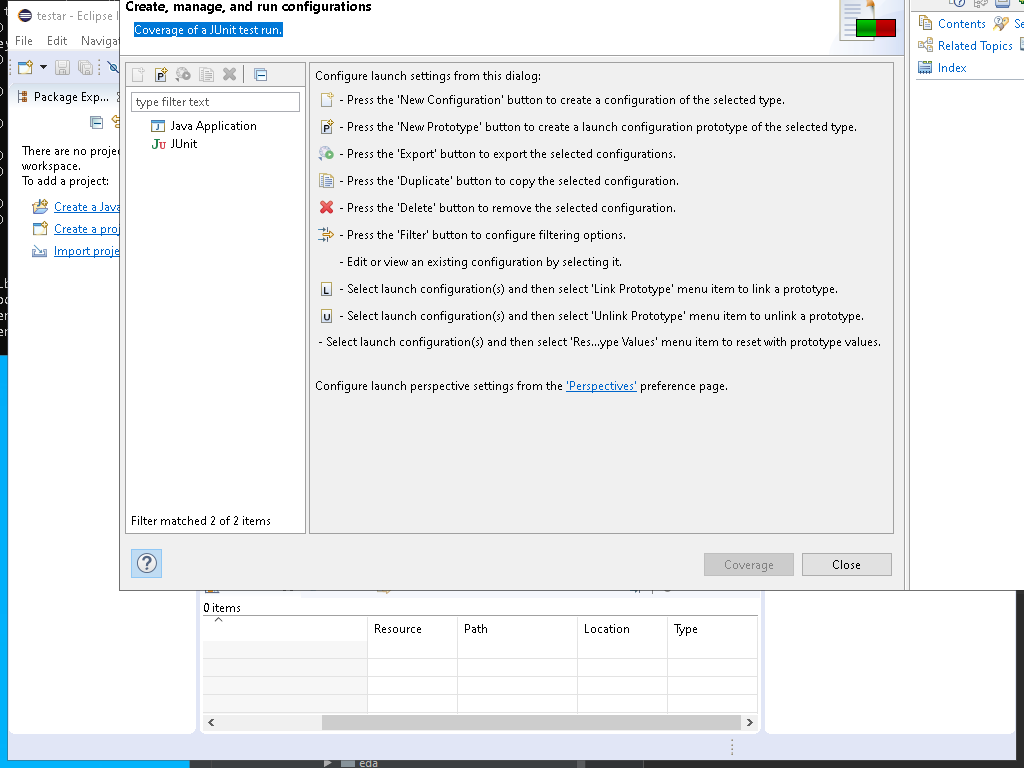 Create, manage, and run configurations
Coverage of a JUnit test run.
testar - Eclipse I
File Edit Navigat
Package Exp...
There are no proje
workspace.
To add a project:
Create a Java
Create a proj
Import proje
type filter text
Java Application
JUnit
Filter matched 2 of 2 items
Configure launch settings from this dialog:
- Press the 'New Configuration' button to create a configuration of the selected type.
- Press the 'New Prototype' button to create a launch configuration prototype of the selected type.
- Press the 'Export' button to export the selected configurations.
- Press the 'Duplicate' button to copy the selected configuration.
- Press the 'Delete' button to remove the selected configuration.
- Press the 'Filter' button to configure filtering options.
- Edit or view an existing configuration by selecting it.
- Select launch configuration(s) and then select 'Link Prototype' menu item to link a prototype.
- Select launch configuration(s) and then select 'Unlink Prototype' menu item to unlink a prototype.
- Select launch configuration(s) and then select 'Res...ype Values' menu item to reset with prototype values.
Configure launch perspective settings from the 'Perspectives' preference page.
Coverage Close
Contents Se
Related Topics
Index
0 items
Resource Path Location Type
eda